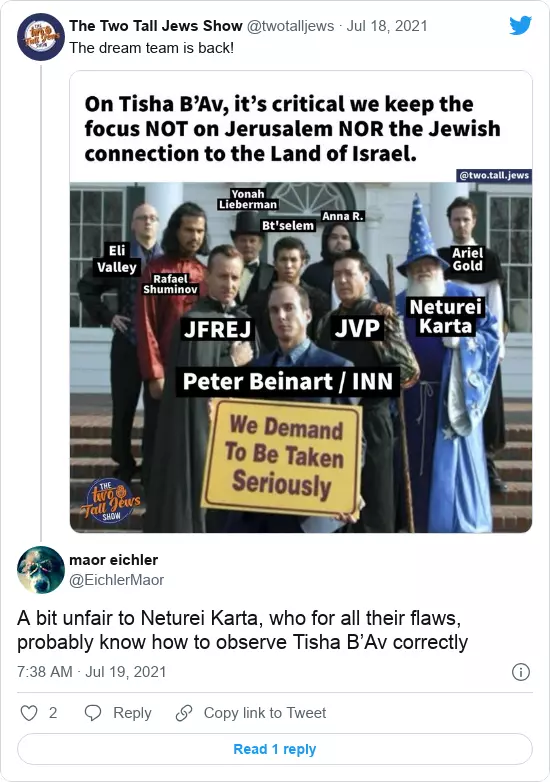 The Two Tall Jews Show @twotalljews · Jul 18, 2021
The dream team is back!
On Tisha B'Av, it's critical we keep the
focus NOT on Jerusalem NOR the Jewish
connection to the Land of Israel.
@two.tall.jews
Yonah
Lieberman
Anna R.
Bt'selem
Eli
Valley
Ariel
Gold
Rafael
Shuminov
Neturei
Karta
JFREJ
JVP
Peter Beinart / INN
We Demand
To Be Taken
Seriously
THE
two
Tall Jews
SHOW
maor eichler
@EichlerMaor
A bit unfair to Neturei Karta, who for all their flaws,
probably know how to observe Tisha B'Av correctly
7:38 AM · Jul 19, 2021
2 Reply Copy link to Tweet
Read 1 reply